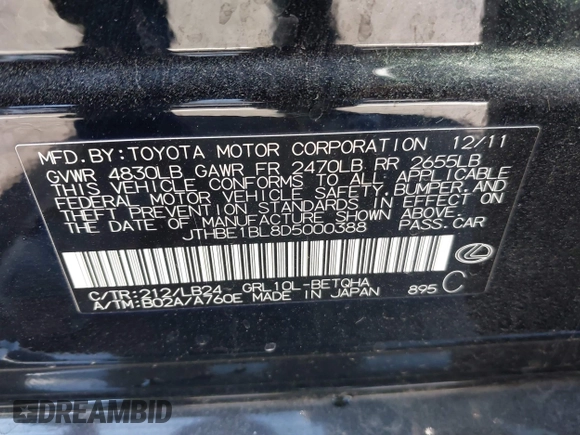 MFD.BY:TOYOTA MOTOR CORPORATION 12/11
GVWR 4830LB GAWR FR 2470LB RR 2655LB
THIS VEHICLE CONFORMS TO ALL APPLICABLE
FEDERAL MOTOR VEHICLE SAFETY, BUMPER, AND
THEFT PREVENTION STANDARDS IN EFFECT ON
THE DATE OF MANUFACTURE SHOWN ABOVE.
JTHBE1BL8D5000388 PASS.CAR
C/TR:212/LB24 GRL10L-BETQHA
A/TM:B02A/A760E MADE IN JAPAN 895 C
DREAMBID